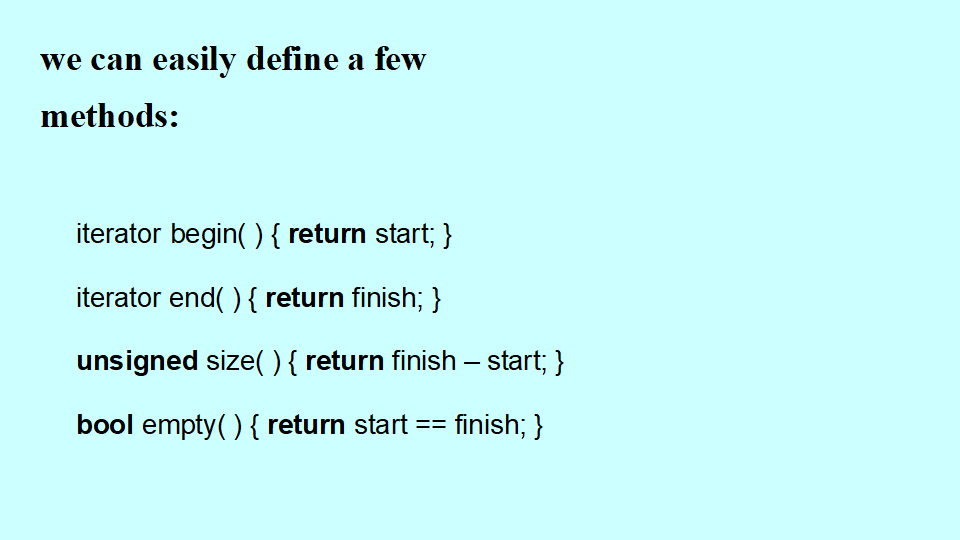 we can easily define a few
methods:
iterator begin( ) { return start; }
iterator end( ) { return finish; }
unsigned size( ) { return finish – start; }
bool empty( ) { return start == finish; }